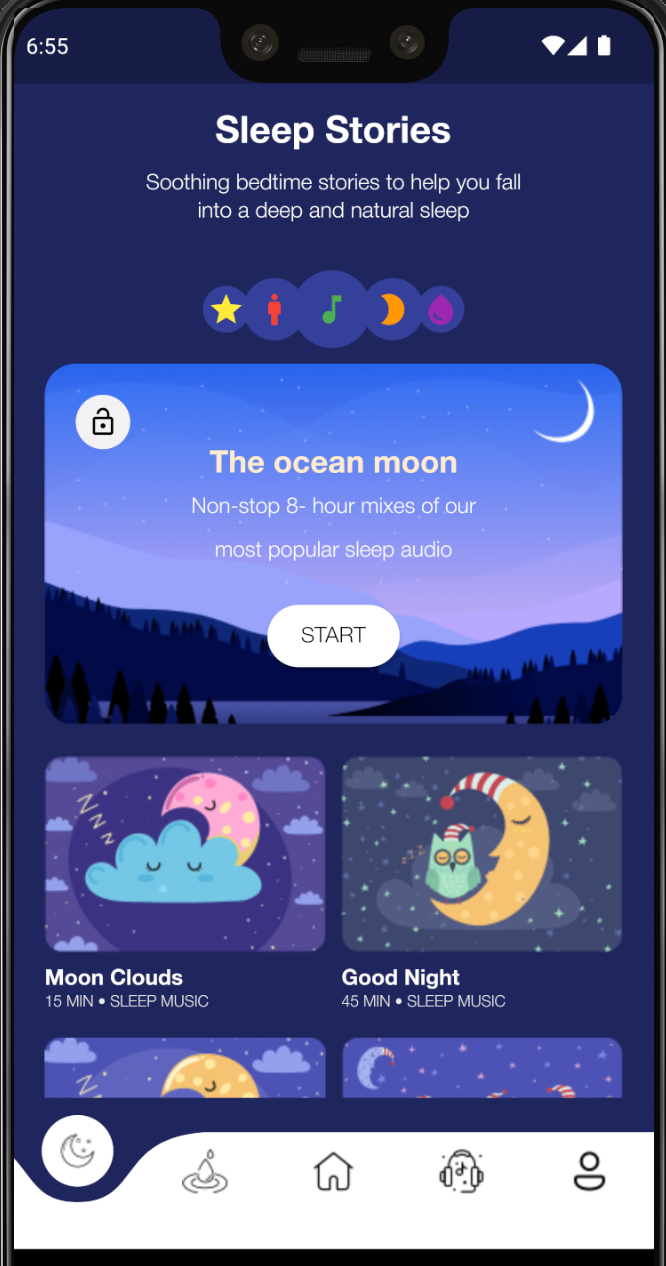 6:55
Sleep Stories
Soothing bedtime stories to help you fall
into a deep and natural sleep
The ocean moon
Non-stop 8- hour mixes of our
most popular sleep audio
START
ZZZz
zzzz
Moon Clouds
Good Night
15 MIN • SLEEP MUSIC
45 MIN • SLEEP MUSIC
Z